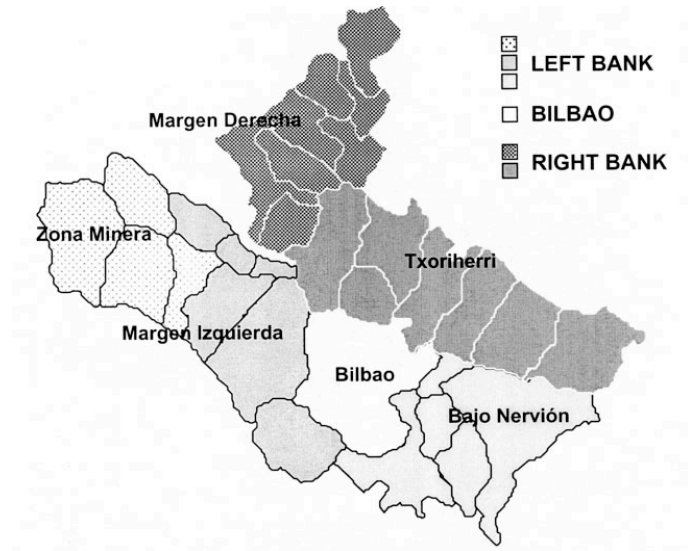 LEFT BANK
BILBAO
RIGHT BANK
Margen Derecha
Zona Minera
Txoriherri
Margen Izquierda
Bilbao
Bajo Nervión